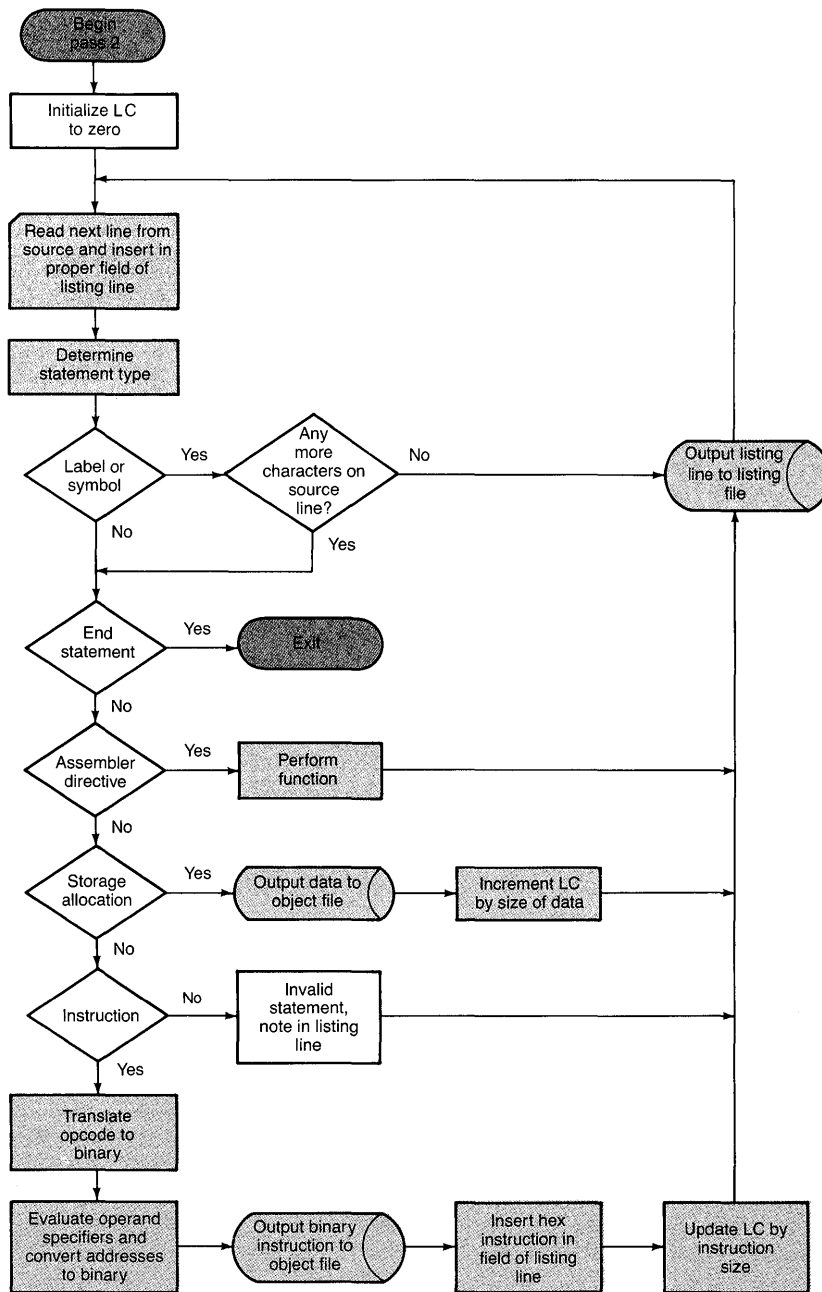 Begin
pass 2
Initialize LC
to zero
Read next line from
source and insert in
proper field of
listing line
Determine
statement type
Label or
symbol
Yes
No
Any
more
characters on
source
line?
No
Yes
Output listing
line to listing
file
End
statement
Yes
No
Exit
Assembler
directive
Yes
No
Perform
function
Storage
allocation
Yes
No
Output data to
object file
Increment LC
by size of data
Instruction
No
Yes
Invalid
statement,
note in listing
line
Translate
opcode to
binary
Evaluate operand
specifiers and
convert addresses
to binary
Output binary
instruction to
object file
Insert hex
instruction in
field of listing
line
Update LC by
instruction
size